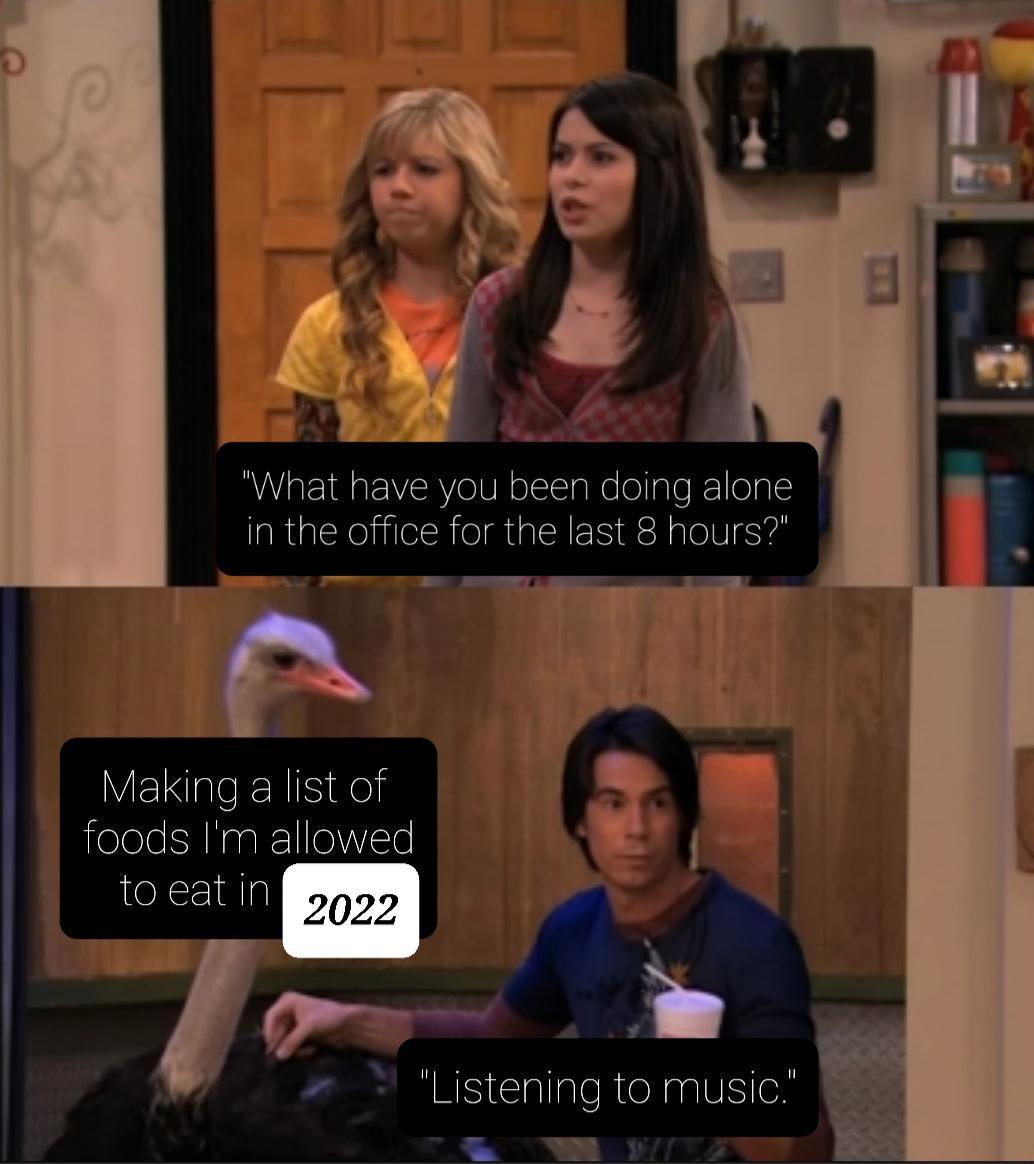 "What have you been doing alone
in the office for the last 8 hours?"
Making a list of
foods I'm allowed
to eat in 2022
"Listening to music."